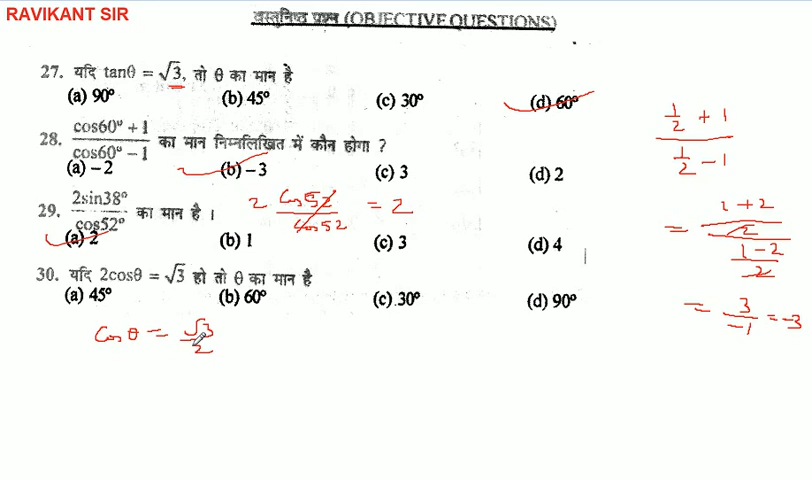 RAVIKANT SIR
वस्तुनिष्ठ प्रश्न (OBJECTIVE QUESTIONS)
27. यदि tanθ = √3, तो θ का मान है
(a) 90° (b) 45° (c) 30° (d) 60°
28. (cos60° + 1)/(cos60° − 1) का मान निम्नलिखित में कौन होगा ?
(a) −2 (b) −3 (c) 3 (d) 2
29. 2sin38°/cos52° का मान है ।
2 cos52/cos52 = 2
(a) 2 (b) 1 (c) 3 (d) 4
30. यदि 2cosθ = √3 हो तो θ का मान है
(a) 45° (b) 60° (c) 30° (d) 90°
cosθ = √3/2
(1/2 + 1)/(1/2 − 1)
= ((1+2)/2)/((1−2)/2)
= 3/−1 = −3